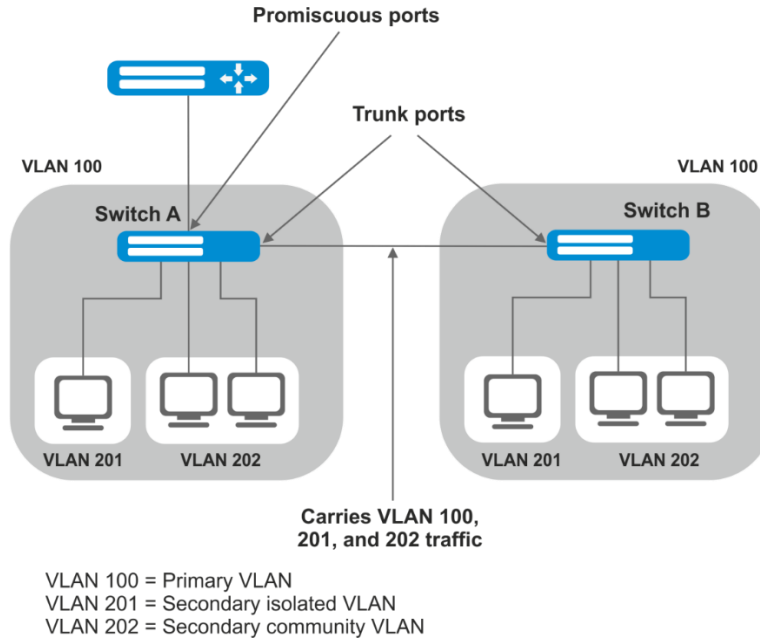 Promiscuous ports
Trunk ports
VLAN 100
VLAN 100
Switch A
Switch B
VLAN 201
VLAN 202
VLAN 201
VLAN 202
Carries VLAN 100,
201, and 202 traffic
VLAN 100 = Primary VLAN
VLAN 201 = Secondary isolated VLAN
VLAN 202 = Secondary community VLAN